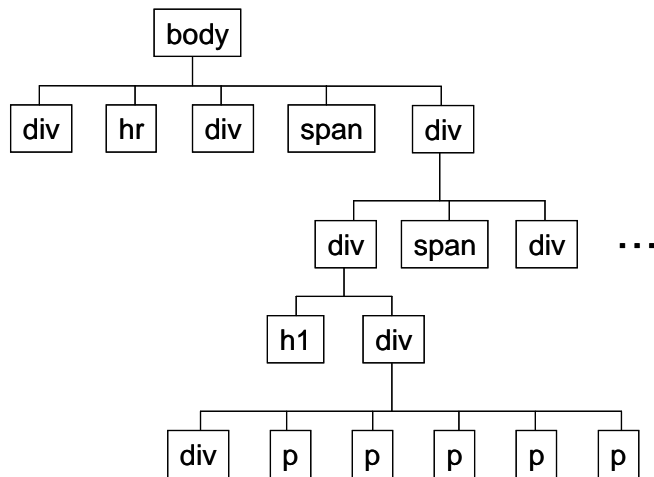 body
div hr div span div
div span div ...
h1 div
div p p p p p